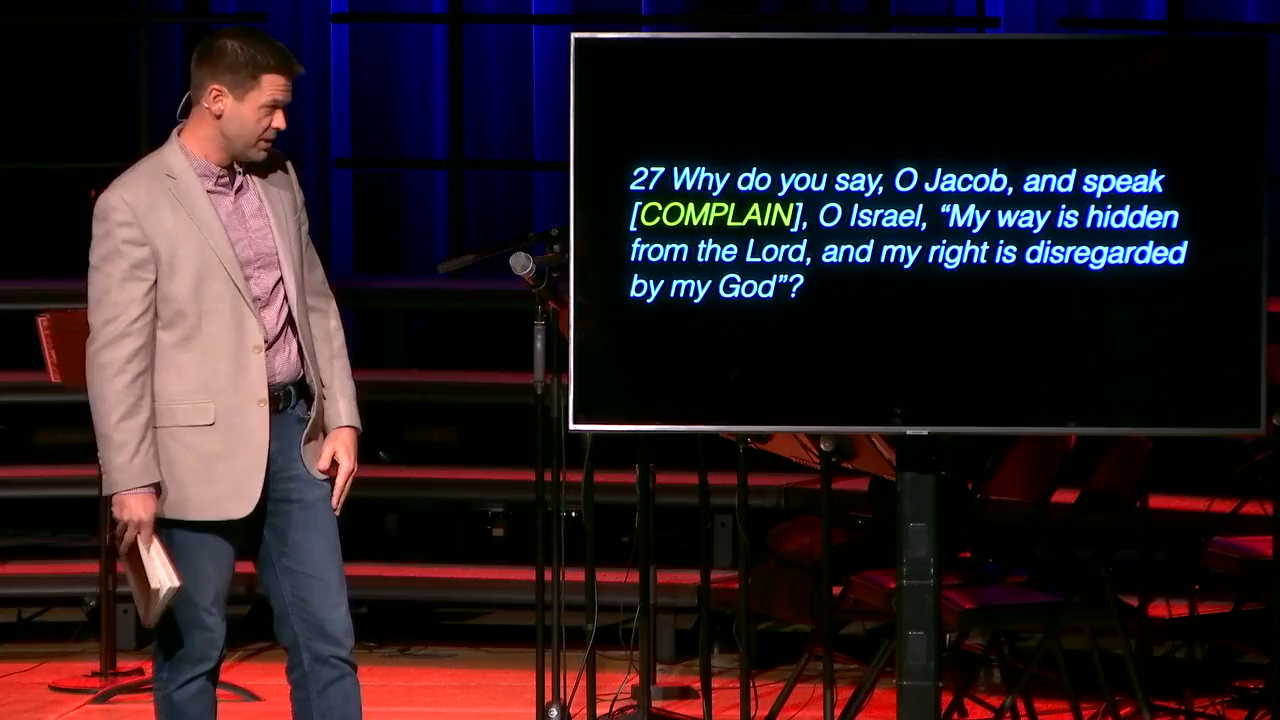 27 Why do you say, O Jacob, and speak
[COMPLAIN], O Israel, “My way is hidden
from the Lord, and my right is disregarded
by my God”?